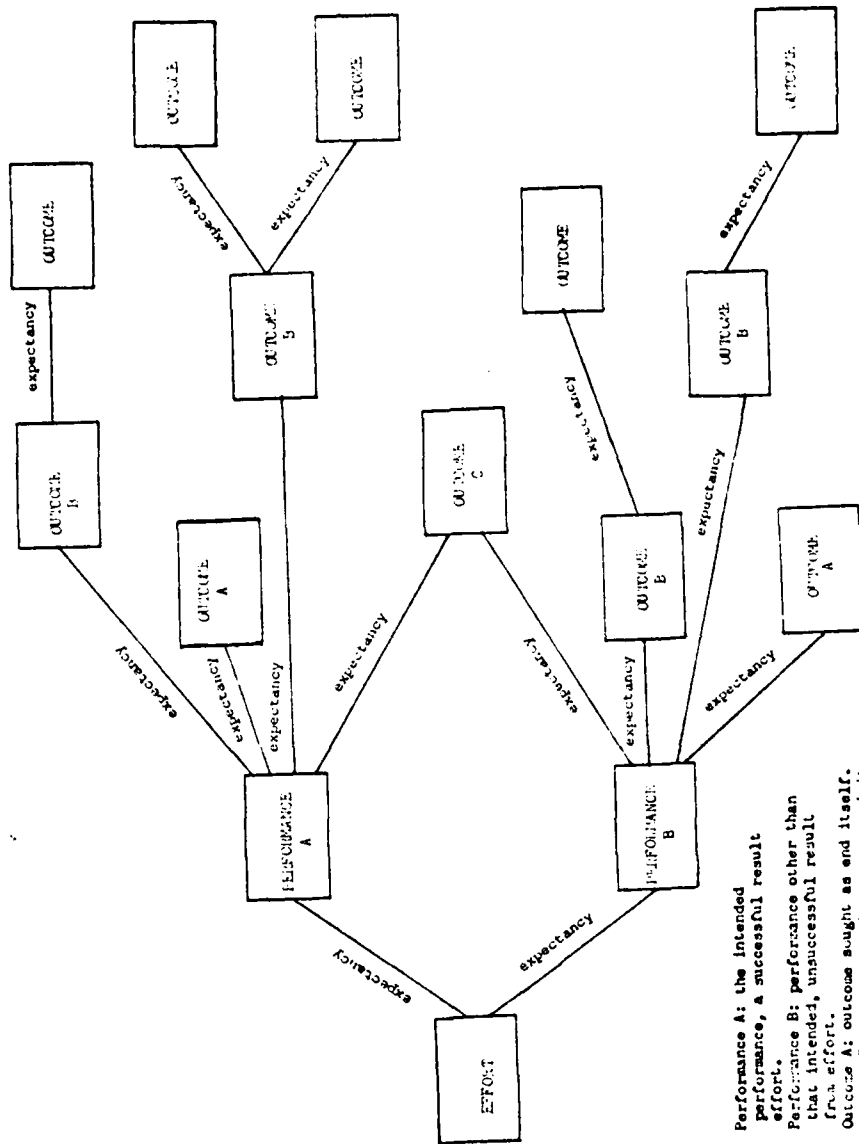 EFFORT
expectancy
expectancy
PERFORMANCE
A
PERFORMANCE
B
expectancy
expectancy
expectancy
expectancy
expectancy
expectancy
expectancy
expectancy
OUTCOME
B
OUTCOME
A
OUTCOME
B
OUTCOME
C
OUTCOME
B
OUTCOME
B
OUTCOME
A
expectancy
expectancy
expectancy
expectancy
expectancy
OUTCOME
OUTCOME
OUTCOME
OUTCOME
OUTCOME
Performance A: the intended
performance, a successful result
effort.
Performance B: performance other than
that intended, unsuccessful result
from effort.
Outcome A: outcome sought as end itself.